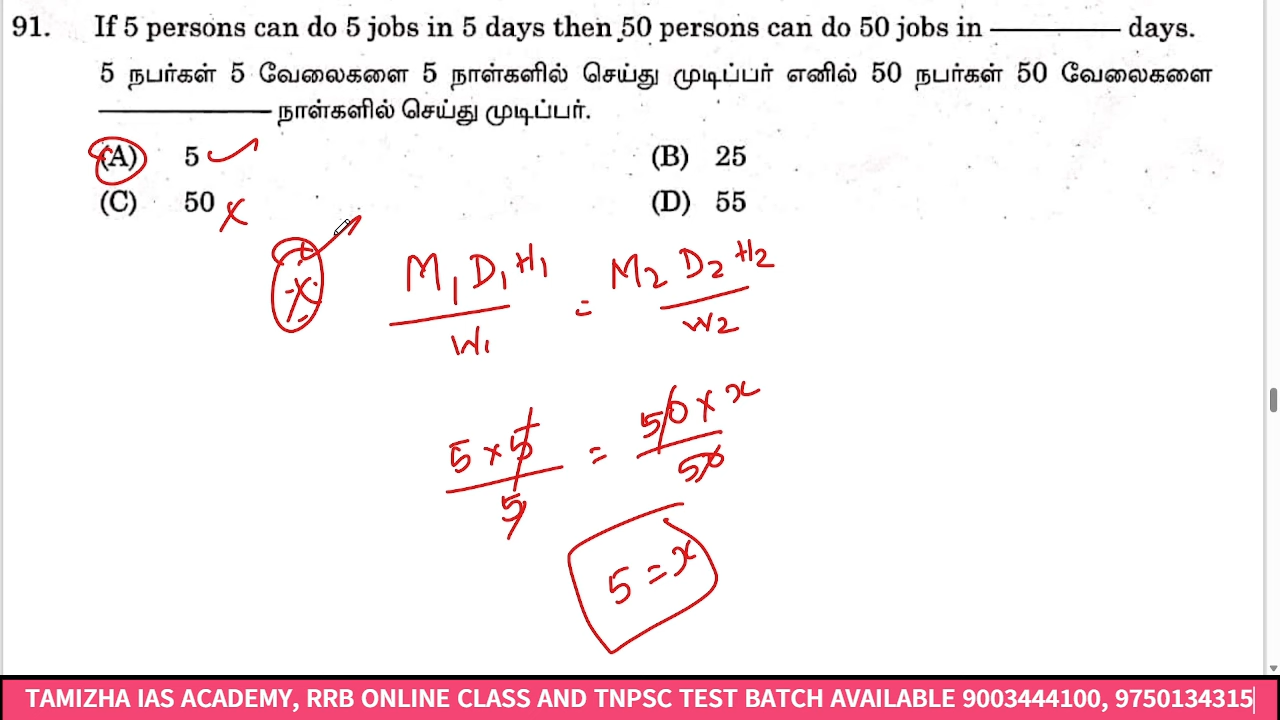 91. If 5 persons can do 5 jobs in 5 days then 50 persons can do 50 jobs in ———— days.
5 நபர்கள் 5 வேலைகளை 5 நாள்களில் செய்து முடிப்பர் எனில் 50 நபர்கள் 50 வேலைகளை
———— நாள்களில் செய்து முடிப்பர்.
(A) 5 (B) 25
(C) 50 x (D) 55
M1 D1 H1 / W1 = M2 D2 H2 / W2
5 x 5 / 5 = 50 x x / 50
5 = x
TAMIZHA IAS ACADEMY, RRB ONLINE CLASS AND TNPSC TEST BATCH AVAILABLE 9003444100, 9750134315